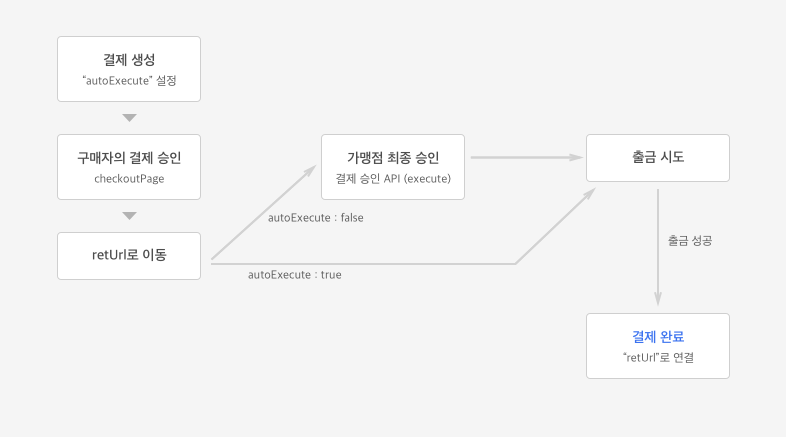 결제 생성
“autoExecute” 설정
구매자의 결제 승인
checkoutPage
retUrl로 이동
autoExecute : false
autoExecute : true
가맹점 최종 승인
결제 승인 API (execute)
출금 시도
출금 성공
결제 완료
“retUrl”로 연결